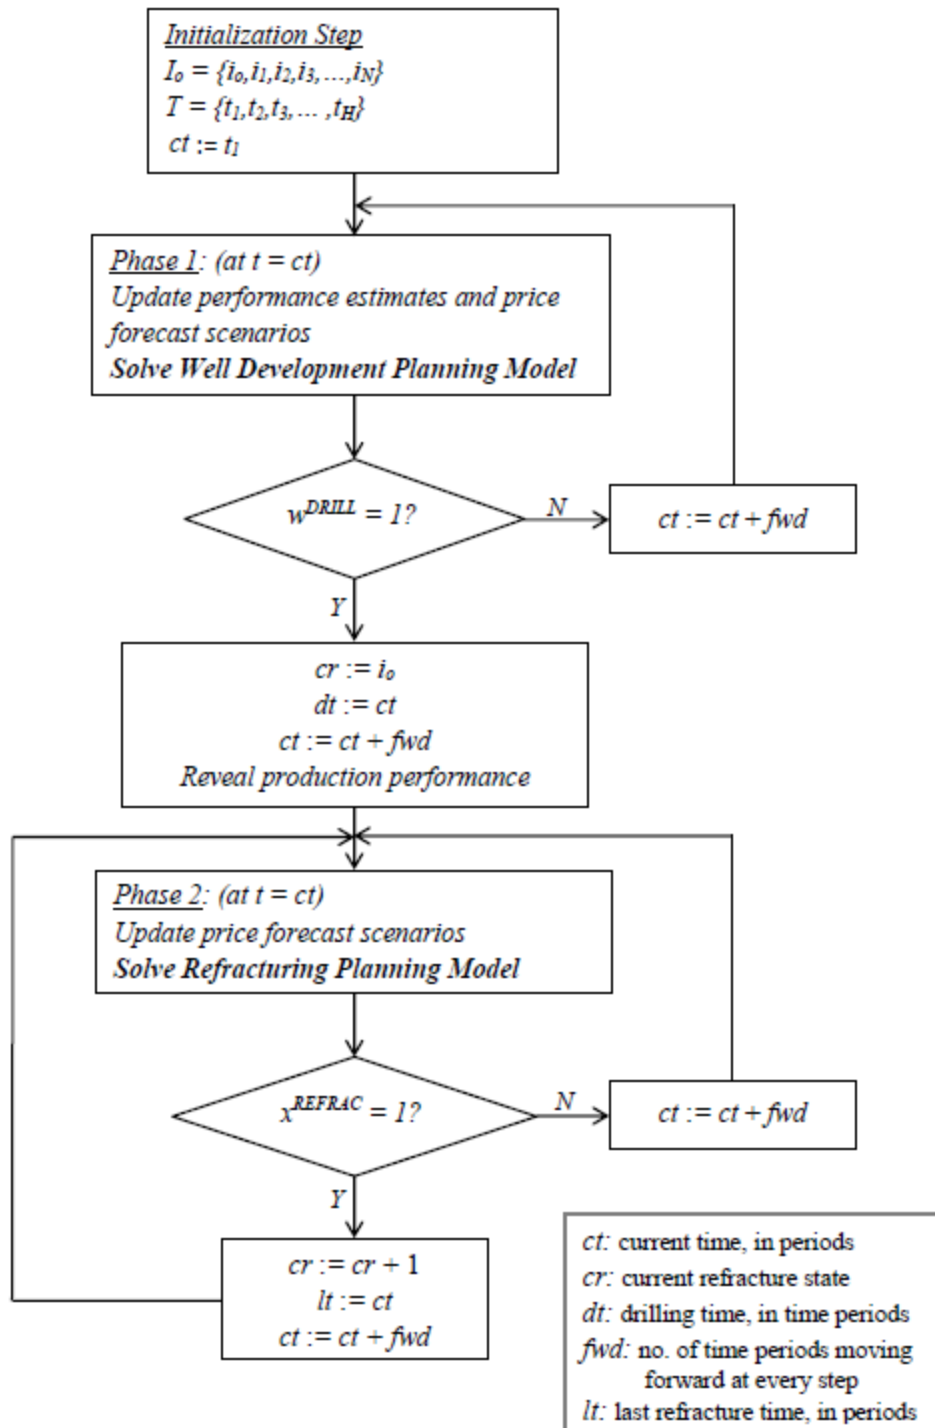 Initialization Step
Io = {io,i1,i2,i3,...,iN}
T = {t1,t2,t3,... ,tH}
ct := t1
Phase 1: (at t = ct)
Update performance estimates and price
forecast scenarios
Solve Well Development Planning Model
w^DRILL = 1?
N
ct := ct + fwd
Y
cr := io
dt := ct
ct := ct + fwd
Reveal production performance
Phase 2: (at t = ct)
Update price forecast scenarios
Solve Refracturing Planning Model
x^REFRAC = 1?
N
ct := ct + fwd
Y
cr := cr + 1
lt := ct
ct := ct + fwd
ct: current time, in periods
cr: current refracture state
dt: drilling time, in time periods
fwd: no. of time periods moving
forward at every step
lt: last refracture time, in periods